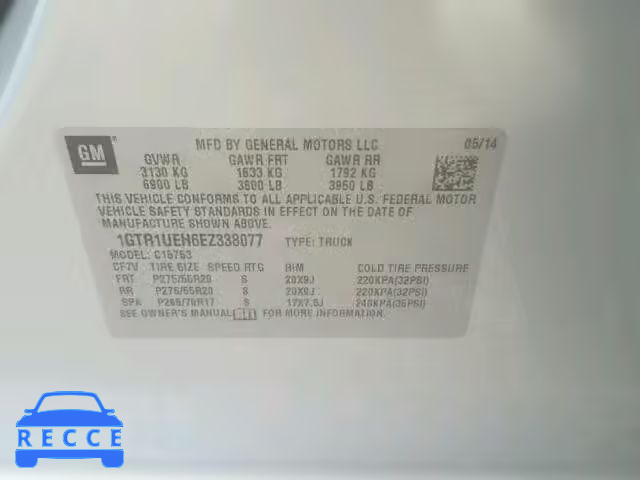 GM
MFD BY GENERAL MOTORS LLC 05/14
GVWR GAWR FRT GAWR RR
3130 KG 1633 KG 1792 KG
6900 LB 3600 LB 3950 LB
THIS VEHICLE CONFORMS TO ALL APPLICABLE U.S. FEDERAL MOTOR
VEHICLE SAFETY STANDARDS IN EFFECT ON THE DATE OF
MANUFACTURE SHOWN ABOVE.
1GTR1UEH6EZ338077 TYPE: TRUCK
MODEL: C15753
CF7V TIRE SIZE SPEED RTG RIM COLD TIRE PRESSURE
FRT P275/55R20 S 20X9J 220KPA(32PSI)
RR P275/55R20 S 20X9J 220KPA(32PSI)
SPA P265/70R17 S 17X7.5J 240KPA(35PSI)
SEE OWNER'S MANUAL FOR MORE INFORMATION.
EPICVIN.COM